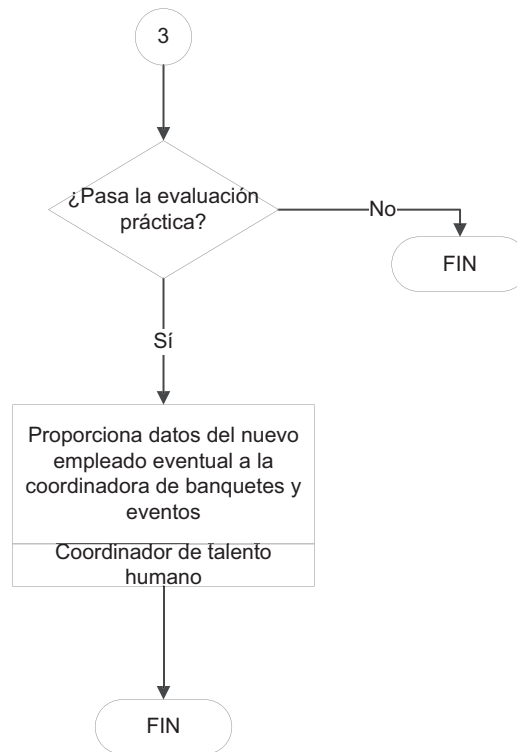 3
¿Pasa la evaluación
práctica?
No
FIN
Sí
Proporciona datos del nuevo
empleado eventual a la
coordinadora de banquetes y
eventos
Coordinador de talento
humano
FIN